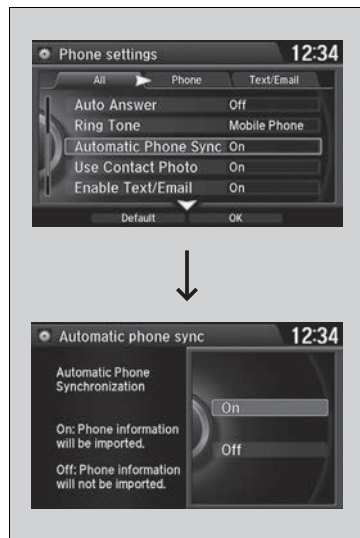 Phone settings 12:34
All Phone Text/Email
Auto Answer Off
Ring Tone Mobile Phone
Automatic Phone Sync On
Use Contact Photo On
Enable Text/Email On
Default OK
Automatic phone sync 12:34
Automatic Phone
Synchronization
On: Phone information
will be imported.
Off: Phone information
will not be imported.
On
Off